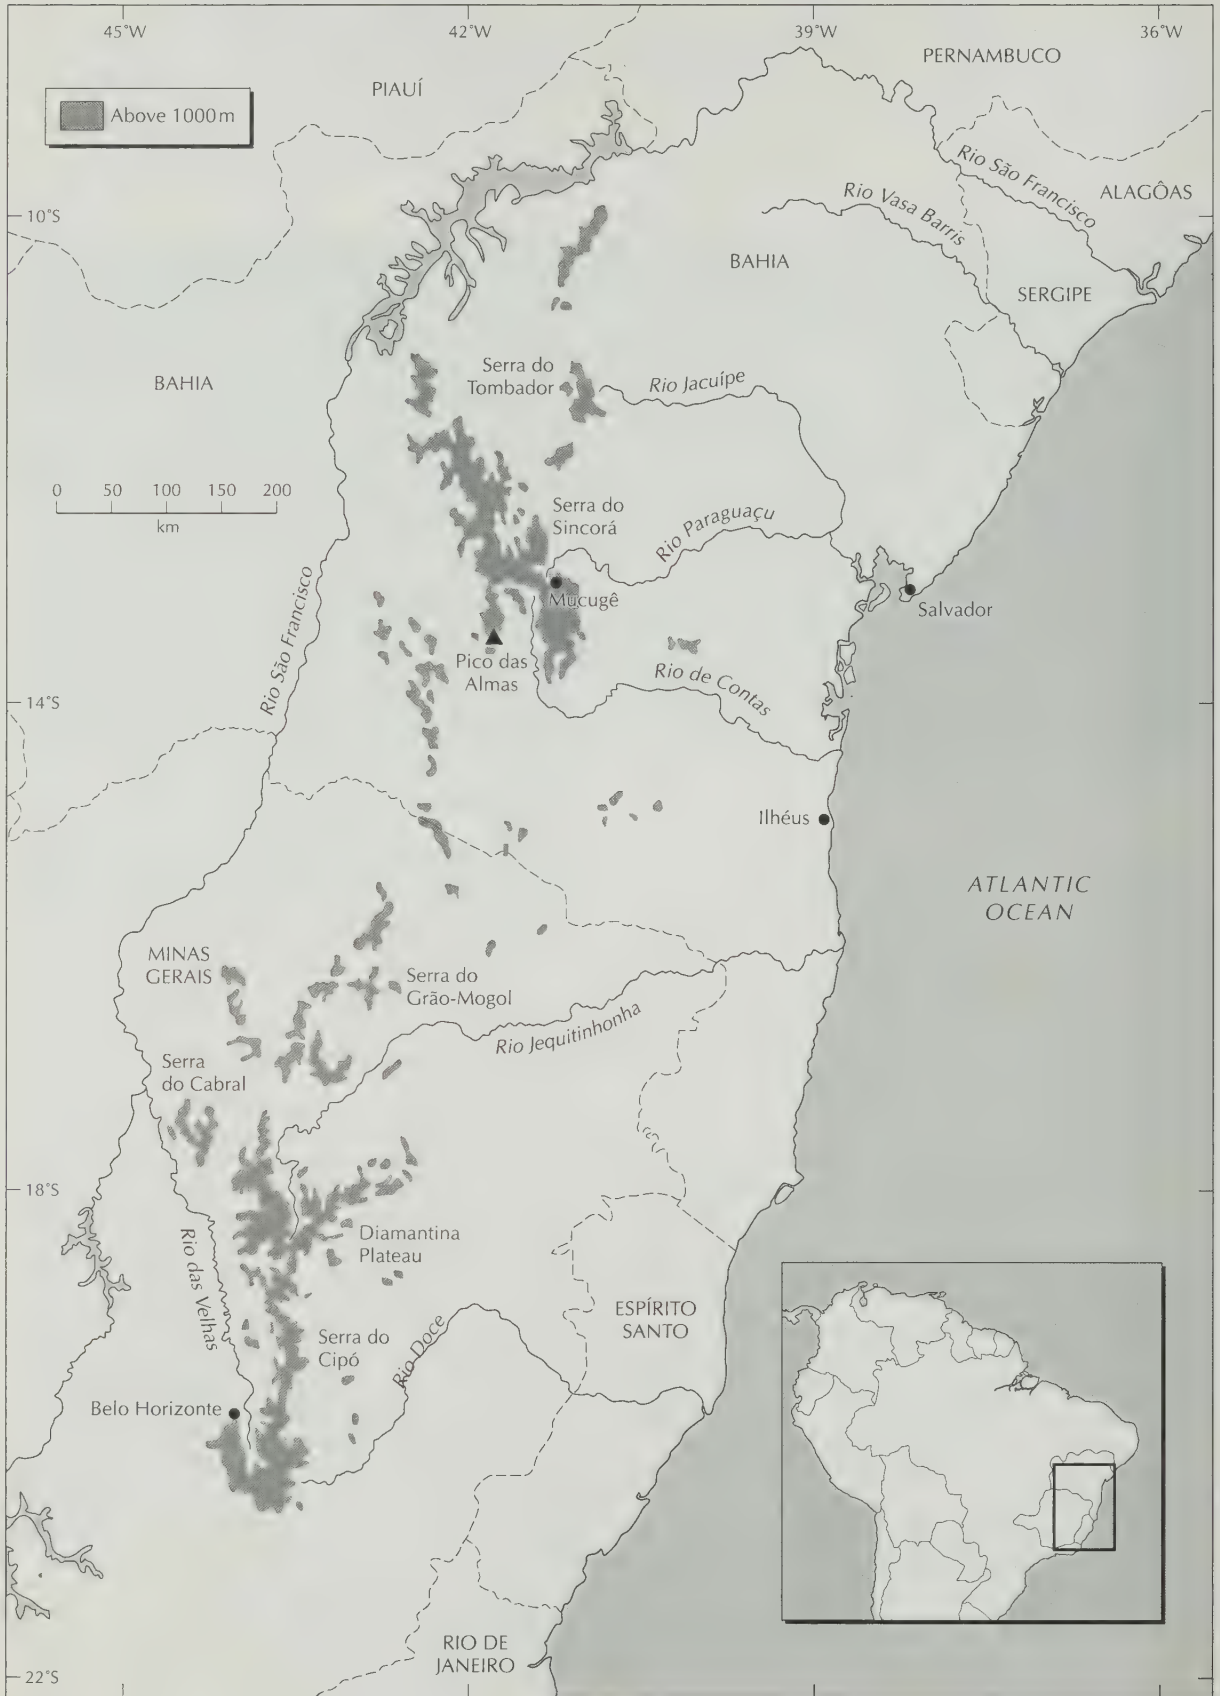 45°W
42°W
39°W
36°W
PERNAMBUCO
PIAUÍ
Above 1000m
Rio São Francisco
ALAGÔAS
10°S
Rio Vasa Barris
BAHIA
SERGIPE
BAHIA
Serra do
Tombador
Rio Jacuípe
0 50 100 150 200
km
Serra do
Sincorá
Rio Paraguaçu
Rio São Francisco
Mucugê
Salvador
Pico das
Almas
Rio de Contas
14°S
Ilhéus
ATLANTIC
OCEAN
MINAS
GERAIS
Serra do
Grão-Mogol
Rio Jequitinhonha
Serra
do Cabral
18°S
Rio das Velhas
Diamantina
Plateau
ESPÍRITO
SANTO
Serra do
Cipó
Rio Doce
Belo Horizonte
RIO DE
JANEIRO
22°S